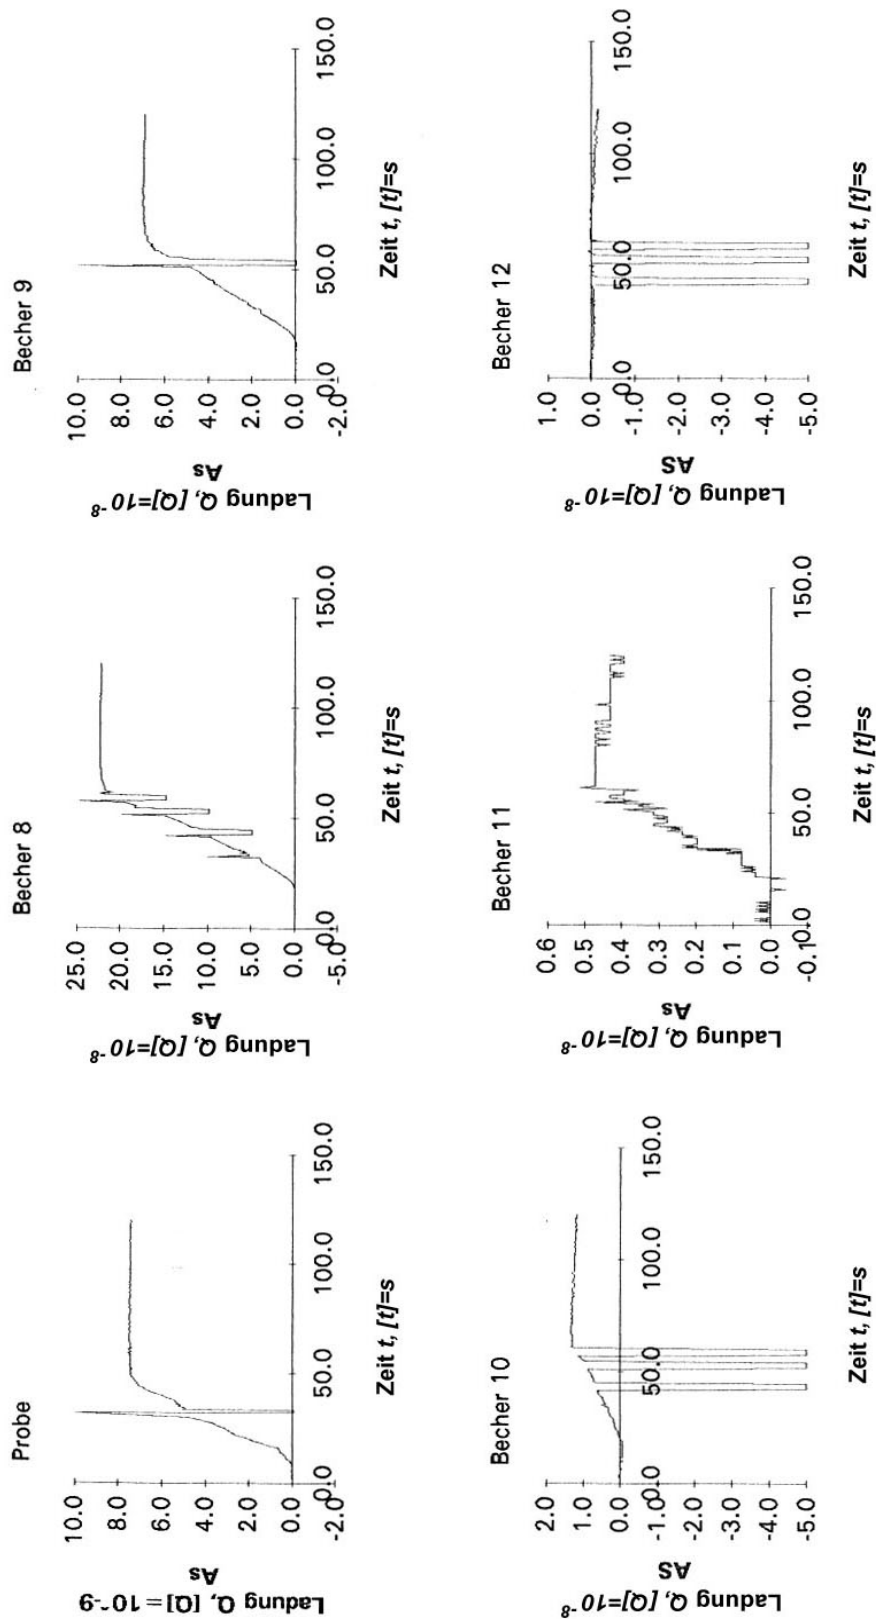 Probe
Ladung Q, [Q]=10^-9
As
10.0
8.0
6.0
4.0
2.0
0.0
-2.0
0.0
50.0
100.0
150.0
Zeit t, [t]=s
Becher 8
Ladung Q, [Q]=10-8
As
25.0
20.0
15.0
10.0
5.0
0.0
-5.0
0.0
50.0
100.0
150.0
Zeit t, [t]=s
Becher 9
Ladung Q, [Q]=10-8
As
10.0
8.0
6.0
4.0
2.0
0.0
-2.0
0.0
50.0
100.0
150.0
Zeit t, [t]=s
Becher 10
Ladung Q, [Q]=10-8
AS
2.0
1.0
0.0
-1.0
-2.0
-3.0
-4.0
-5.0
0.0
50.0
100.0
150.0
Zeit t, [t]=s
Becher 11
Ladung Q, [Q]=10-8
As
0.6
0.5
0.4
0.3
0.2
0.1
0.0
-0.1
0.0
50.0
100.0
150.0
Zeit t, [t]=s
Becher 12
Ladung Q, [Q]=10-8
AS
1.0
0.0
-1.0
-2.0
-3.0
-4.0
-5.0
0.0
50.0
100.0
150.0
Zeit t, [t]=s